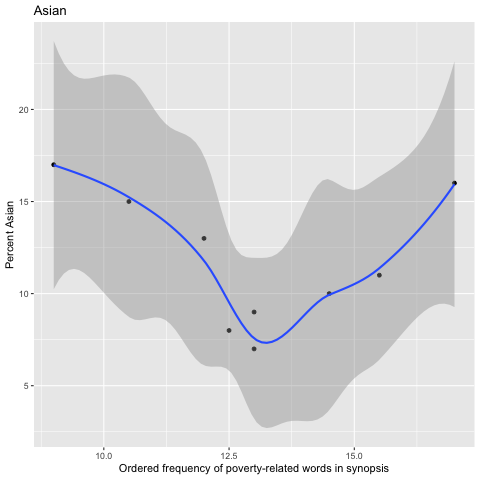 Asian
20
15
10
5
Percent Asian
10.0
12.5
15.0
Ordered frequency of poverty-related words in synopsis